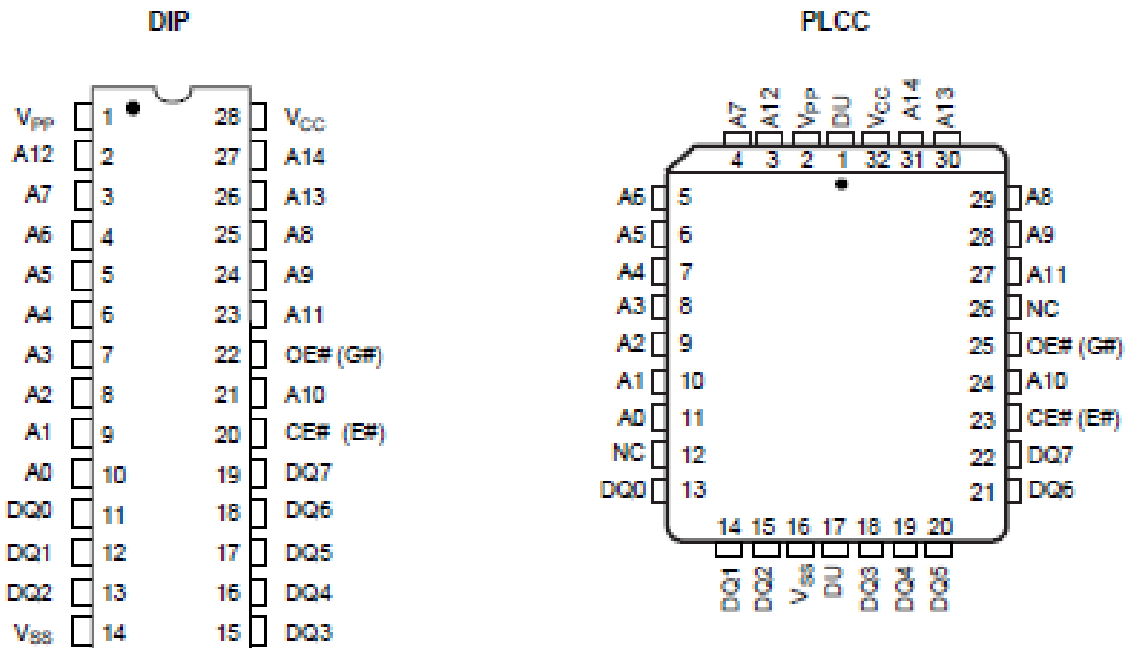 DIP
V_PP 1 28 V_CC
A12 2 27 A14
A7 3 26 A13
A6 4 25 A8
A5 5 24 A9
A4 6 23 A11
A3 7 22 OE# (G#)
A2 8 21 A10
A1 9 20 CE# (E#)
A0 10 19 DQ7
DQ0 11 18 DQ6
DQ1 12 17 DQ5
DQ2 13 16 DQ4
V_SS 14 15 DQ3
PLCC
A7 A12 V_PP DU V_CC A14 A13
4 3 2 1 32 31 30
A6 5 29 A8
A5 6 28 A9
A4 7 27 A11
A3 8 26 NC
A2 9 25 OE# (G#)
A1 10 24 A10
A0 11 23 CE# (E#)
NC 12 22 DQ7
DQ0 13 21 DQ6
14 15 16 17 18 19 20
DQ1 DQ2 V_SS DU DQ3 DQ4 DQ5